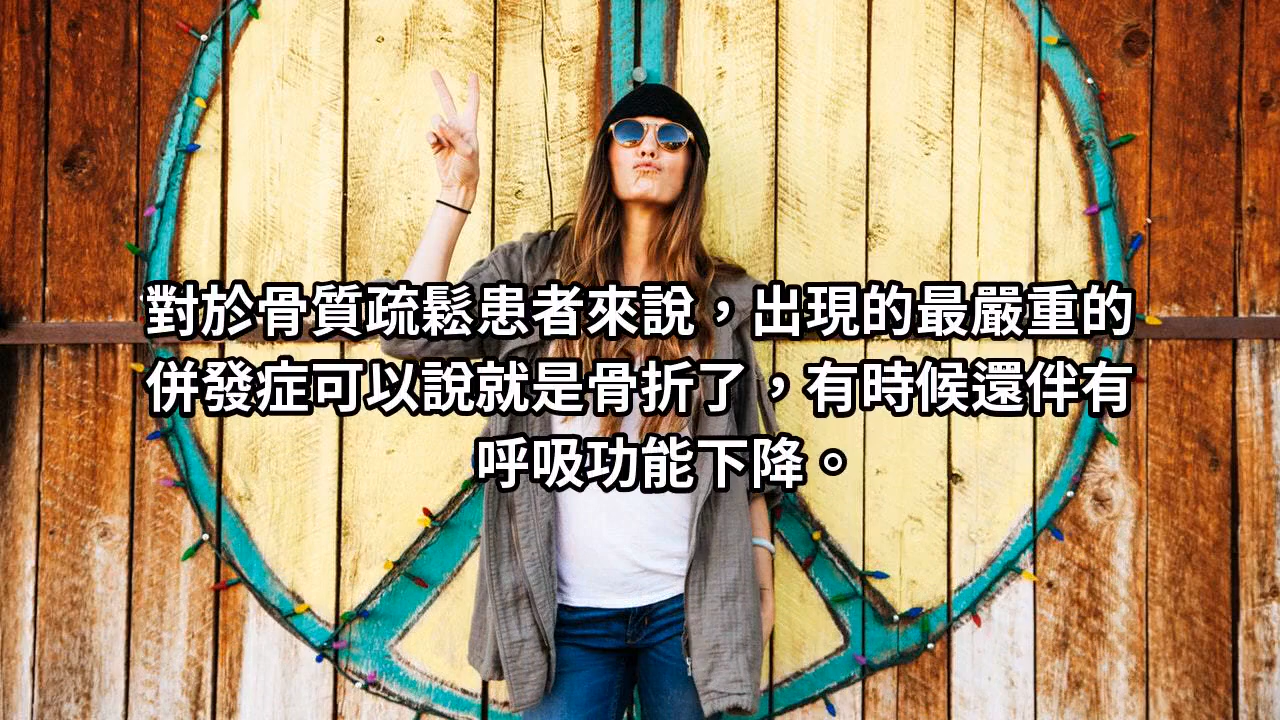 對於骨質疏鬆患者來說，出現的最嚴重的
併發症可以說就是骨折了，有時候還伴有
呼吸功能下降。